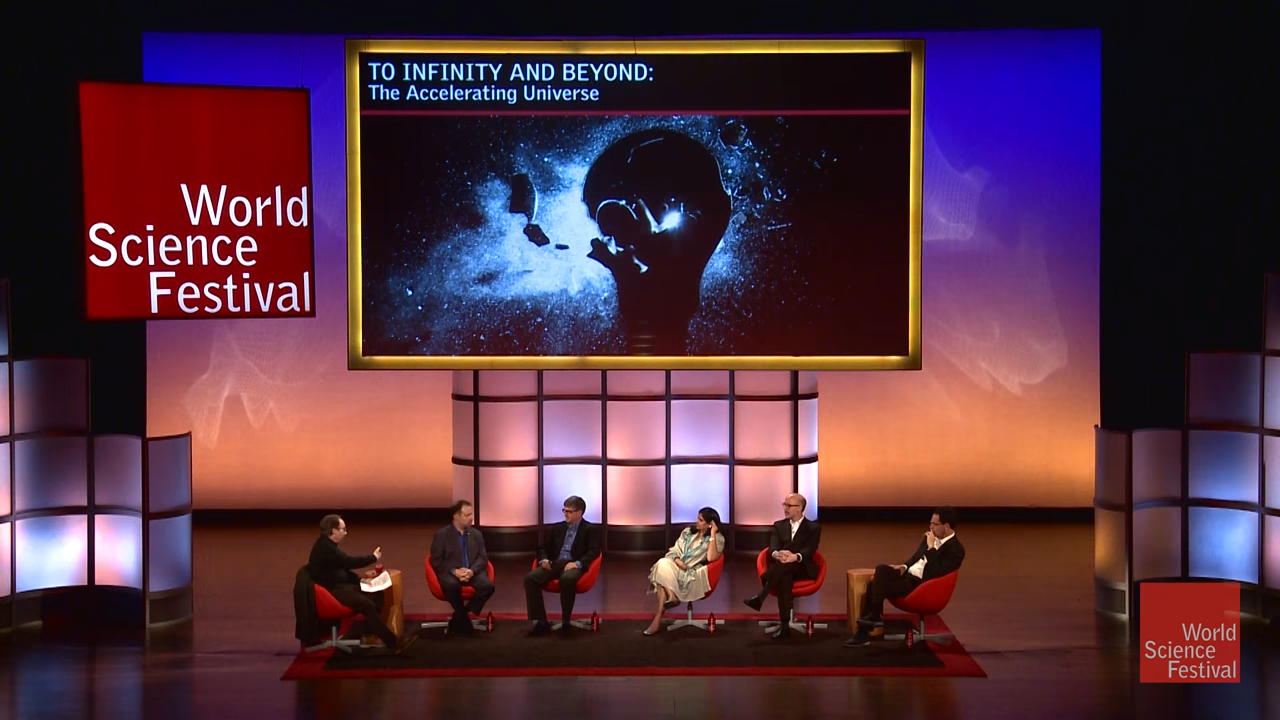 TO INFINITY AND BEYOND:
The Accelerating Universe
World
Science
Festival
World
Science
Festival